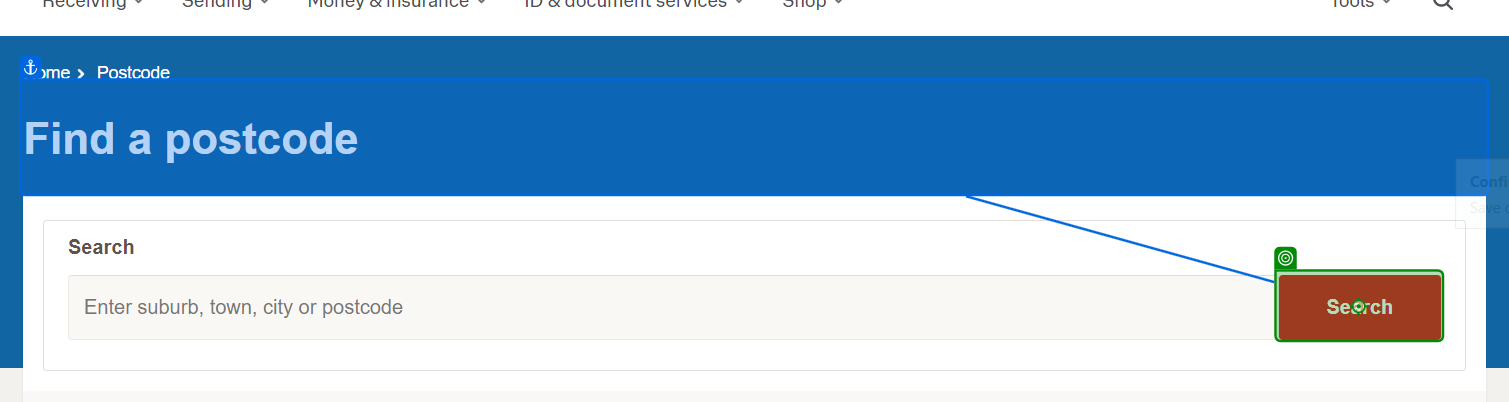 Receiving Sending Money & insurance ID & document services Shop Tools
ome > Postcode
Find a postcode
Confi
Save
Search
Enter suburb, town, city or postcode
Search